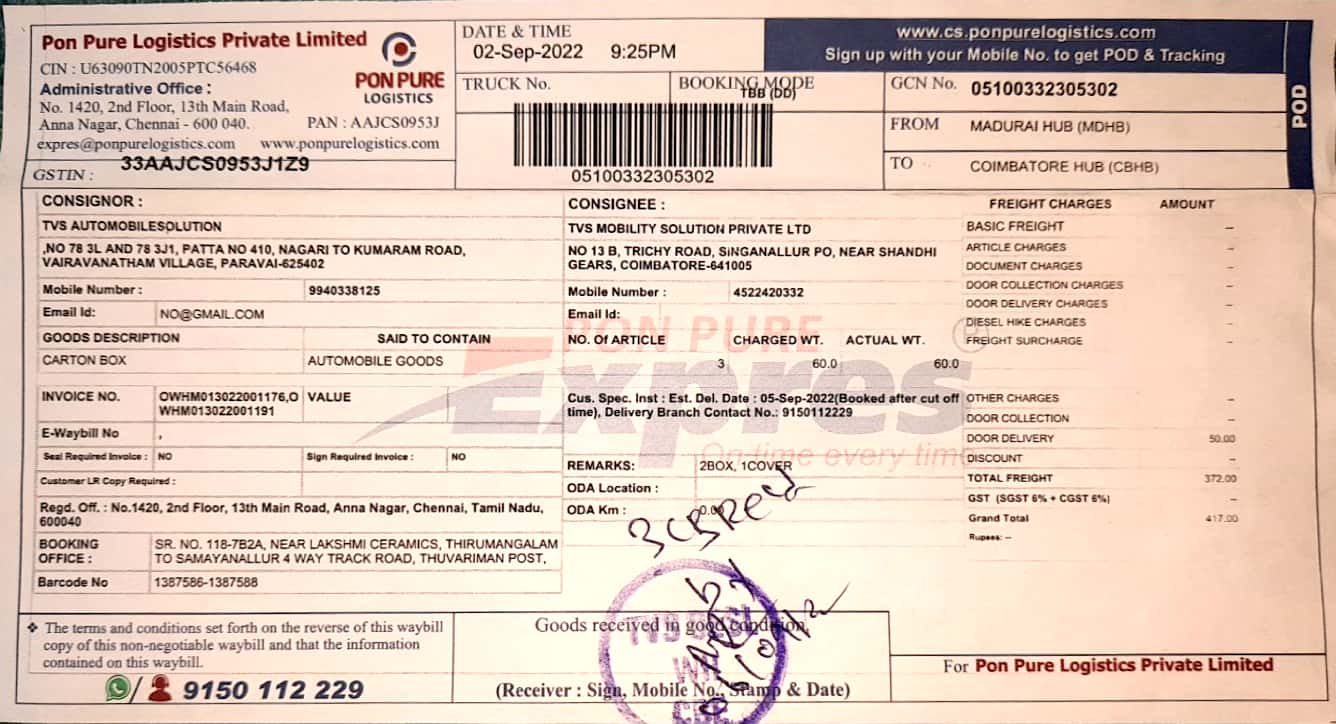 Pon Pure Logistics Private Limited
CIN : U63090TN2005PTC56468
Administrative Office :
No. 1420, 2nd Floor, 13th Main Road,
Anna Nagar, Chennai - 600 040.
PAN : AAJCS0953J
expres@ponpurelogistics.com www.ponpurelogistics.com
GSTIN : 33AAJCS0953J1Z9
PON PURE
LOGISTICS
DATE & TIME
02-Sep-2022 9:25PM
TRUCK No.
BOOKING MODE
TBB (DD)
05100332305302
www.cs.ponpurelogistics.com
Sign up with your Mobile No. to get POD & Tracking
GCN No. 05100332305302
FROM MADURAI HUB (MDHB)
TO COIMBATORE HUB (CBHB)
POD
CONSIGNOR :
TVS AUTOMOBILESOLUTION
,NO 78 3L AND 78 3J1, PATTA NO 410, NAGARI TO KUMARAM ROAD,
VAIRAVANATHAM VILLAGE, PARAVAI-625402
Mobile Number : 9940338125
Email Id: NO@GMAIL.COM
GOODS DESCRIPTION SAID TO CONTAIN
CARTON BOX AUTOMOBILE GOODS
INVOICE NO. OWHM013022001176,O VALUE
WHM013022001191
E-Waybill No ,
Seal Required Invoice : NO Sign Required Invoice : NO
Customer LR Copy Required :
Regd. Off. : No.1420, 2nd Floor, 13th Main Road, Anna Nagar, Chennai, Tamil Nadu,
600040
BOOKING SR. NO. 118-7B2A, NEAR LAKSHMI CERAMICS, THIRUMANGALAM
OFFICE : TO SAMAYANALLUR 4 WAY TRACK ROAD, THUVARIMAN POST,
Barcode No 1387586-1387588
CONSIGNEE :
TVS MOBILITY SOLUTION PRIVATE LTD
NO 13 B, TRICHY ROAD, SINGANALLUR PO, NEAR SHANDHI
GEARS, COIMBATORE-641005
Mobile Number : 4522420332
Email Id:
NO. OF ARTICLE CHARGED WT. ACTUAL WT.
3 60.0 60.0
Cus. Spec. Inst : Est. Del. Date : 05-Sep-2022(Booked after cut off
time), Delivery Branch Contact No.: 9150112229
REMARKS: 2BOX, 1COVER
ODA Location :
ODA Km : 0.00
PON PURE
Expres
On-time every time
FREIGHT CHARGES AMOUNT
BASIC FREIGHT –
ARTICLE CHARGES –
DOCUMENT CHARGES –
DOOR COLLECTION CHARGES –
DOOR DELIVERY CHARGES –
DIESEL HIKE CHARGES –
FREIGHT SURCHARGE –
OTHER CHARGES –
DOOR COLLECTION –
DOOR DELIVERY 50.00
DISCOUNT –
TOTAL FREIGHT 372.00
GST (SGST 6% + CGST 6%) –
Grand Total 417.00
Rupees: --
❖ The terms and conditions set forth on the reverse of this waybill
copy of this non-negotiable waybill and that the information
contained on this waybill.
9150 112 229
Goods received in good condition,
(Receiver : Sign, Mobile No., Stamp & Date)
For Pon Pure Logistics Private Limited